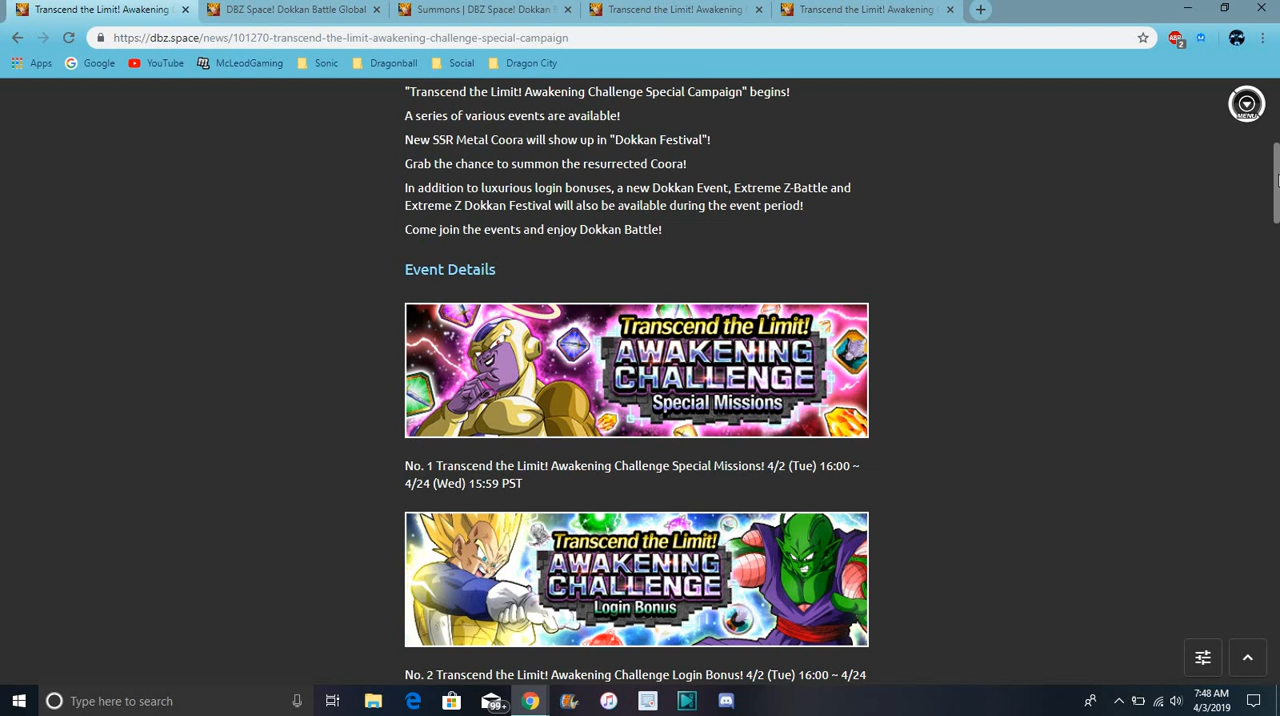 Transcend the Limit! Awakening
DBZ Space! Dokkan Battle Global
Summons | DBZ Space! Dokkan
Transcend the Limit! Awakening
Transcend the Limit! Awakening
https://dbz.space/news/101270-transcend-the-limit-awakening-challenge-special-campaign
ABP
2
Apps
Google
YouTube
McLeodGaming
Sonic
Dragonball
Social
Dragon City
"Transcend the Limit! Awakening Challenge Special Campaign" begins!
MENU
A series of various events are available!
New SSR Metal Coora will show up in "Dokkan Festival"!
Grab the chance to summon the resurrected Coora!
In addition to luxurious login bonuses, a new Dokkan Event, Extreme Z-Battle and
Extreme Z Dokkan Festival will also be available during the event period!
Come join the events and enjoy Dokkan Battle!
Event Details
Transcend the Limit!
AWAKENING
CHALLENGE
Special Missions
No. 1 Transcend the Limit! Awakening Challenge Special Missions! 4/2 (Tue) 16:00 ~
4/24 (Wed) 15:59 PST
Transcend the Limit!
AWAKENING
CHALLENGE
Login Bonus
No. 2 Transcend the Limit! Awakening Challenge Login Bonus! 4/2 (Tue) 16:00 ~ 4/24
Type here to search
99+
7:48 AM
4/3/2019